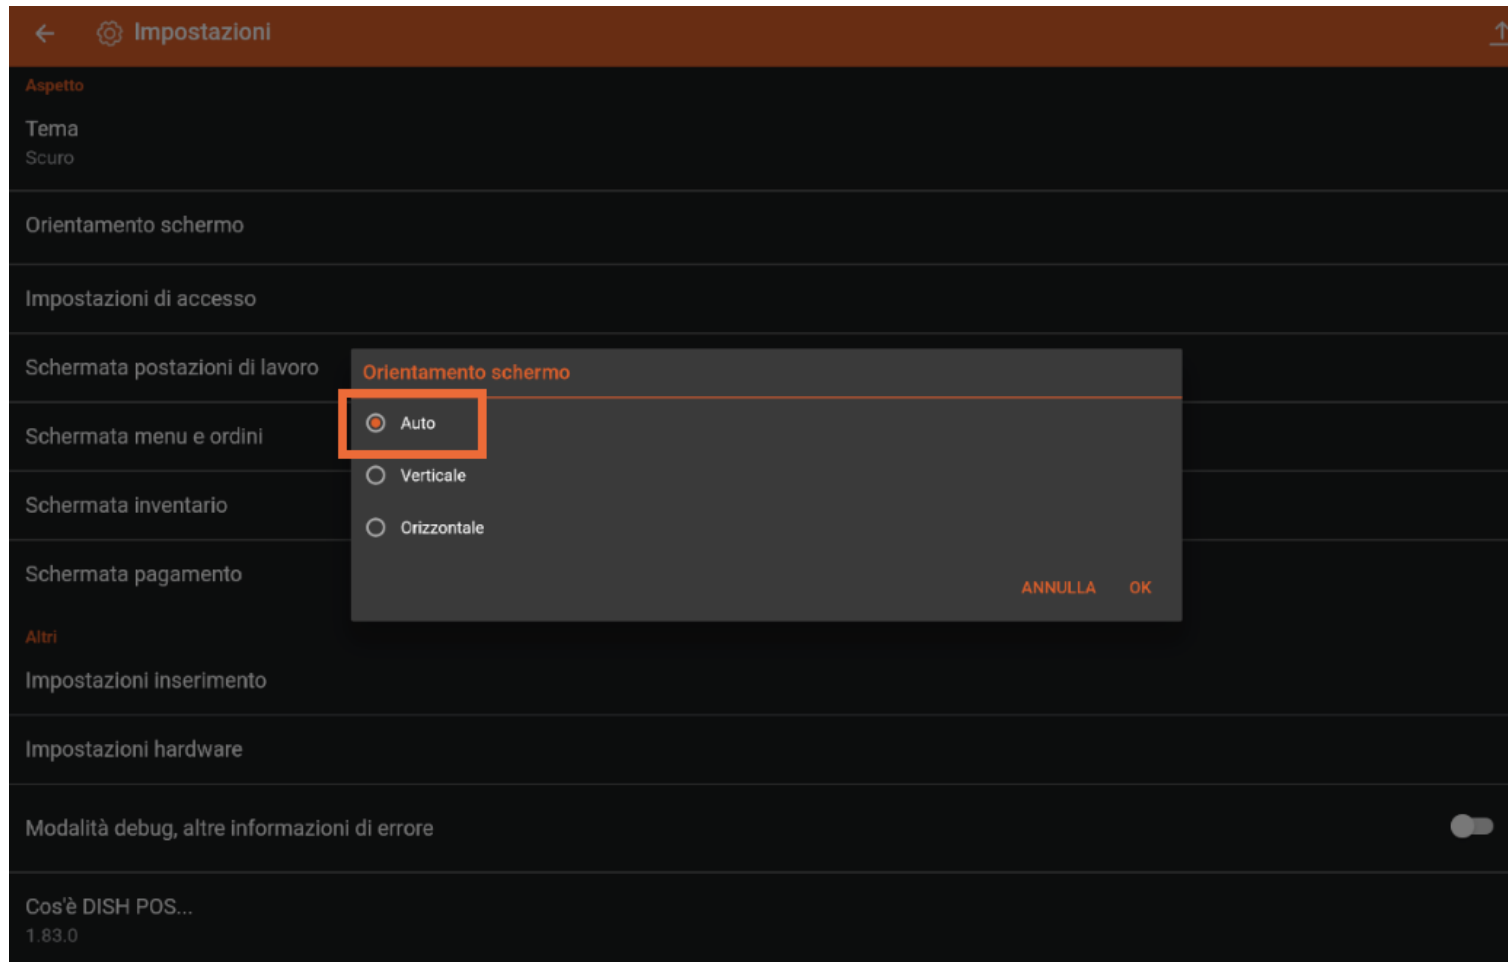 Impostazioni
Aspetto
Tema
Scuro
Orientamento schermo
Impostazioni di accesso
Schermata postazioni di lavoro
Schermata menu e ordini
Schermata inventario
Schermata pagamento
Orientamento schermo
Auto
Verticale
Orizzontale
ANNULLA OK
Altri
Impostazioni inserimento
Impostazioni hardware
Modalità debug, altre informazioni di errore
Cos'è DISH POS...
1.83.0